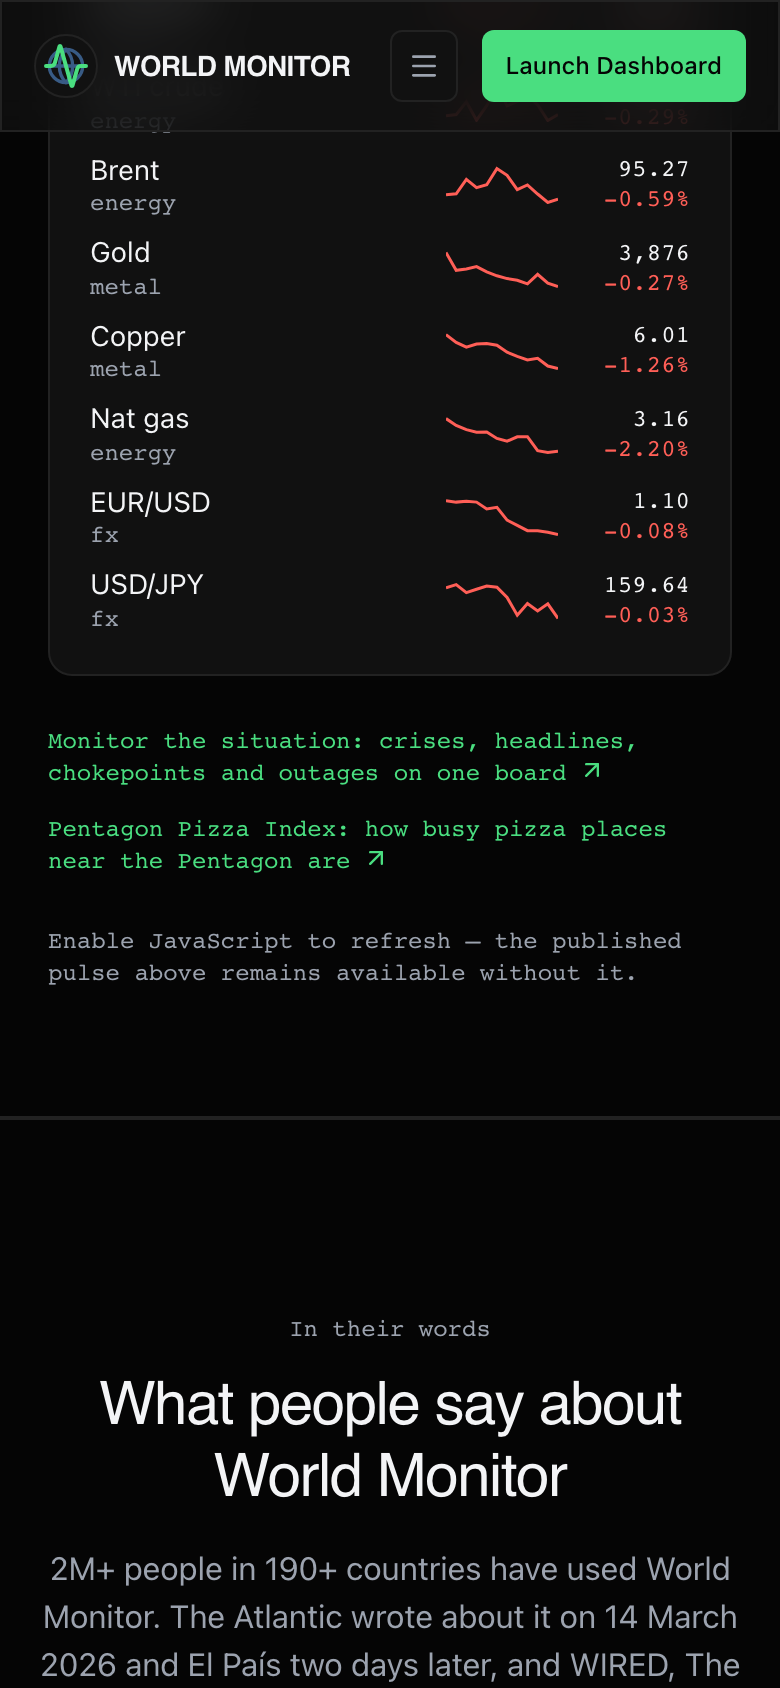 WORLD MONITOR
Launch Dashboard
energy
-0.29%
Brent
95.27
energy
-0.59%
Gold
3,876
metal
-0.27%
Copper
6.01
metal
-1.26%
Nat gas
3.16
energy
-2.20%
EUR/USD
1.10
fx
-0.08%
USD/JPY
159.64
fx
-0.03%
Monitor the situation: crises, headlines,
chokepoints and outages on one board ↗
Pentagon Pizza Index: how busy pizza places
near the Pentagon are ↗
Enable JavaScript to refresh — the published
pulse above remains available without it.
In their words
What people say about
World Monitor
2M+ people in 190+ countries have used World
Monitor. The Atlantic wrote about it on 14 March
2026 and El País two days later, and WIRED, The